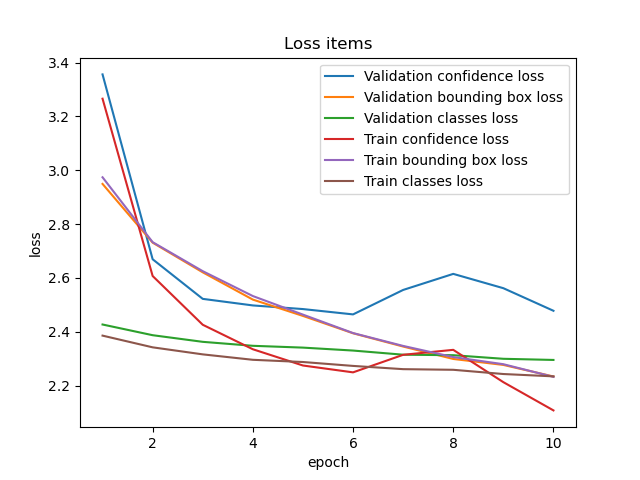 Loss items
3.4
3.2
3.0
2.8
2.6
2.4
2.2
loss
Validation confidence loss
Validation bounding box loss
Validation classes loss
Train confidence loss
Train bounding box loss
Train classes loss
2 4 6 8 10
epoch